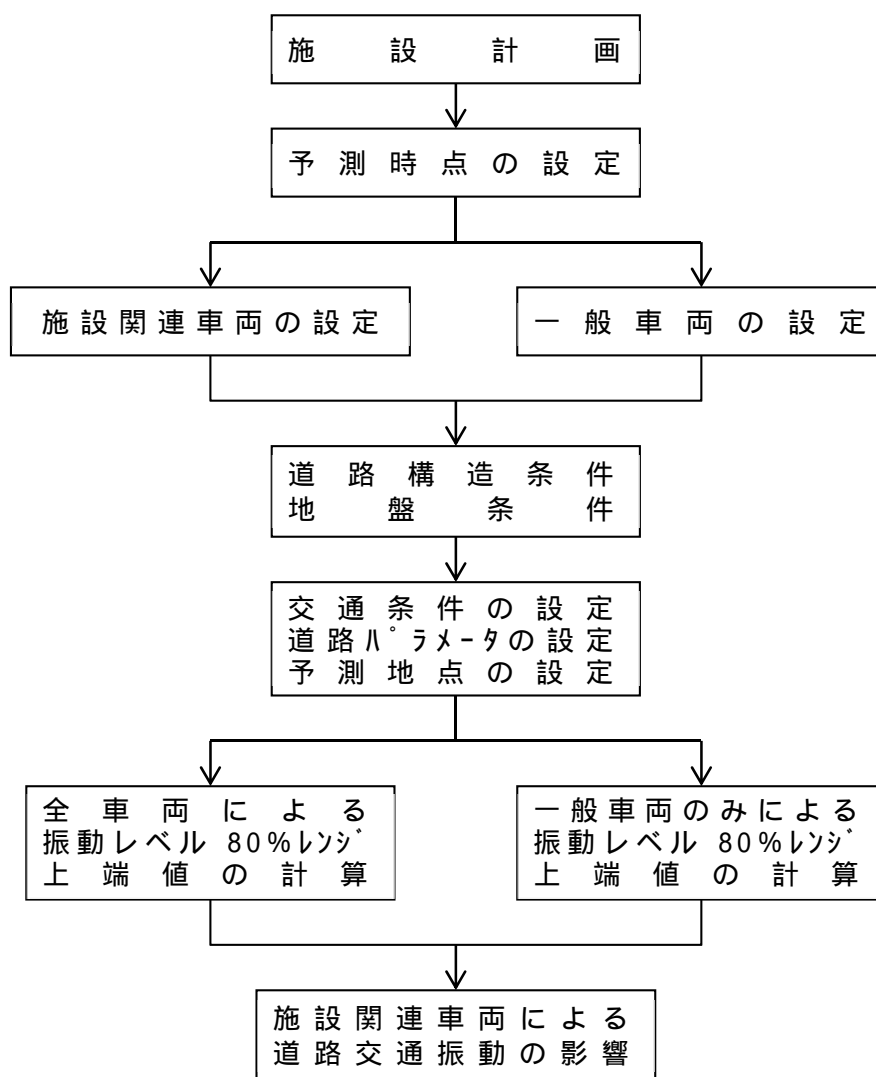 施設計画
予測時点の設定
施設関連車両の設定
一般車両の設定
道路構造条件
地盤条件
交通条件の設定
道路ﾊﾟﾗﾒｰﾀの設定
予測地点の設定
全車両による
振動レベル 80%ﾚﾝｼﾞ
上端値の計算
一般車両のみによる
振動レベル 80%ﾚﾝｼﾞ
上端値の計算
施設関連車両による
道路交通振動の影響